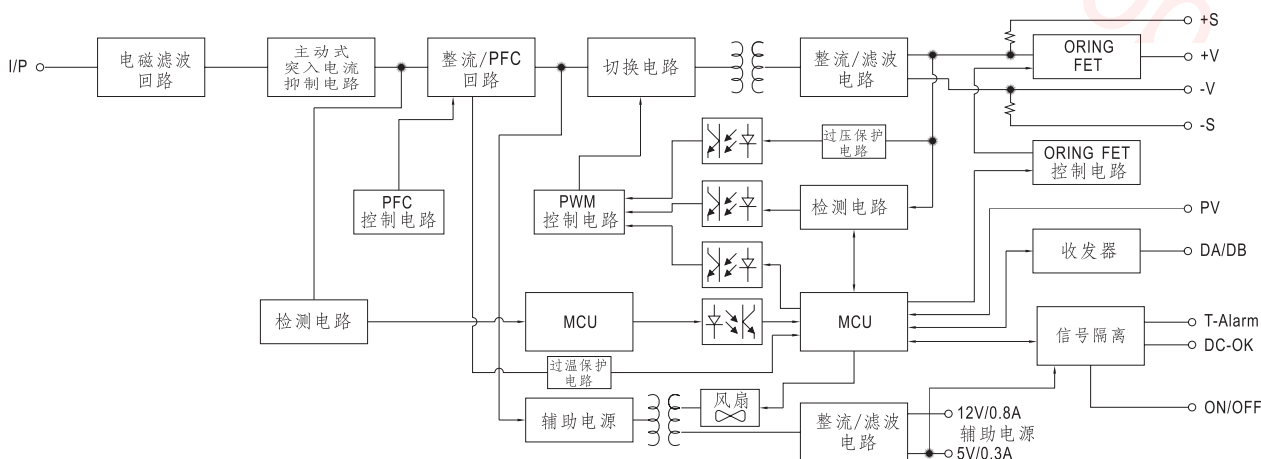 +S
I/P
电磁滤波
回路
主动式
突入电流
抑制电路
整流/PFC
回路
切换电路
整流/滤波
电路
ORING
FET
+V
-V
-S
过压保护
电路
ORING FET
控制电路
PFC
控制电路
PWM
控制电路
检测电路
PV
收发器
DA/DB
检测电路
MCU
MCU
信号隔离
T-Alarm
DC-OK
过温保护
电路
辅助电源
风扇
整流/滤波
电路
12V/0.8A
辅助电源
5V/0.3A
ON/OFF